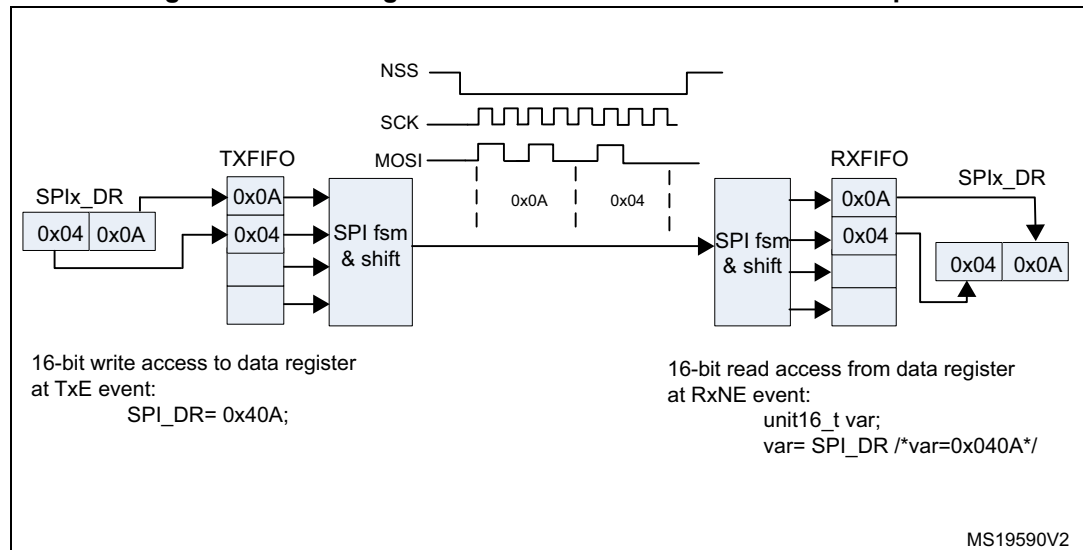 NSS
SCK
MOSI
TXFIFO
RXFIFO
SPIx_DR
SPIx_DR
0x0A
0x0A
0x04
0x0A
0x04 0x0A
0x04
SPI fsm
& shift
SPI fsm
& shift
0x04
0x04 0x0A
16-bit write access to data register
at TxE event:
SPI_DR= 0x40A;
16-bit read access from data register
at RxNE event:
unit16_t var;
var= SPI_DR /*var=0x040A*/
MS19590V2